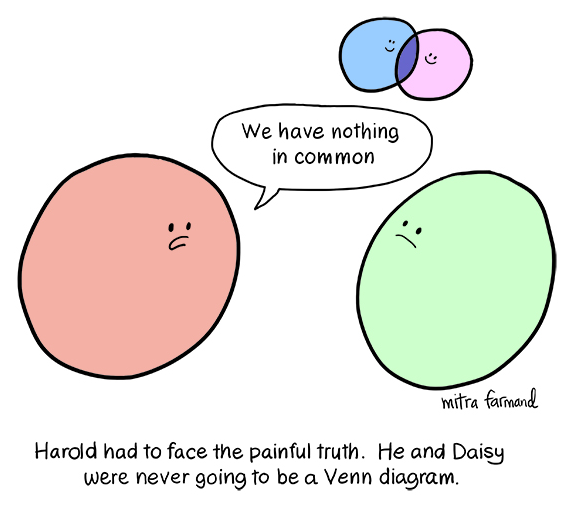 We have nothing
in common
mitra farmand
Harold had to face the painful truth. He and Daisy
were never going to be a Venn diagram.